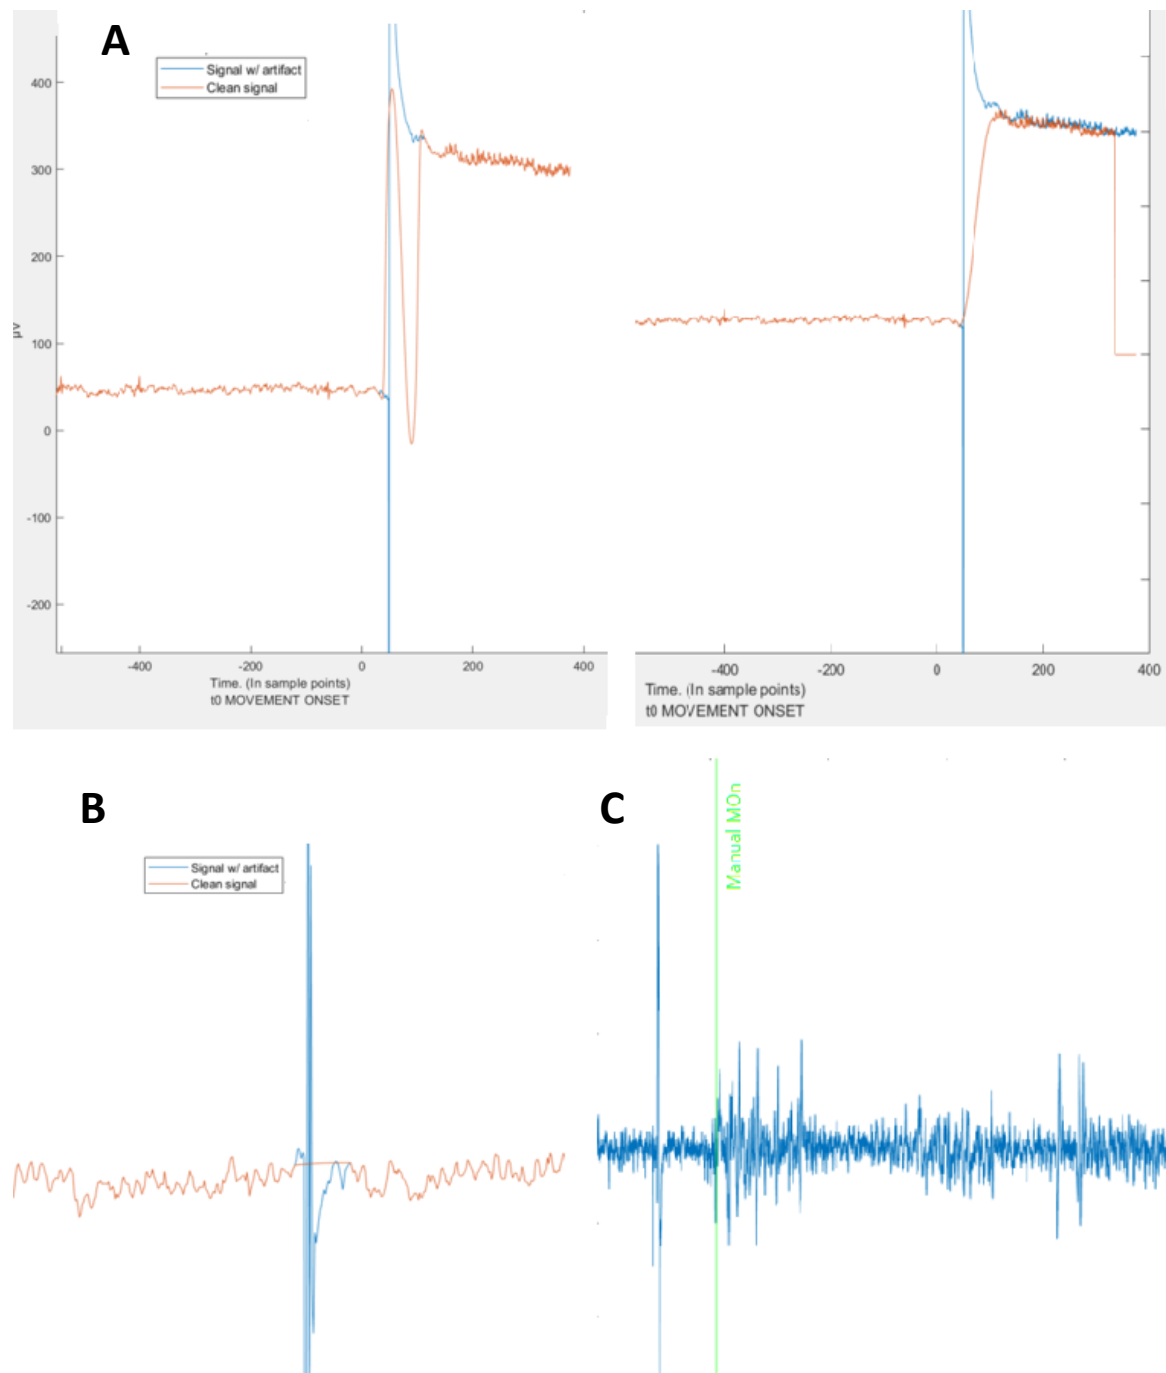 A
Signal w/ artifact
Clean signal
400
300
200
100
0
-100
-200
μV
-400
-200
0
200
400
Time. (In sample points)
t0 MOVEMENT ONSET
-400
-200
0
200
400
Time. (In sample points)
t0 MOVEMENT ONSET
B
Signal w/ artifact
Clean signal
C
Manual MOn